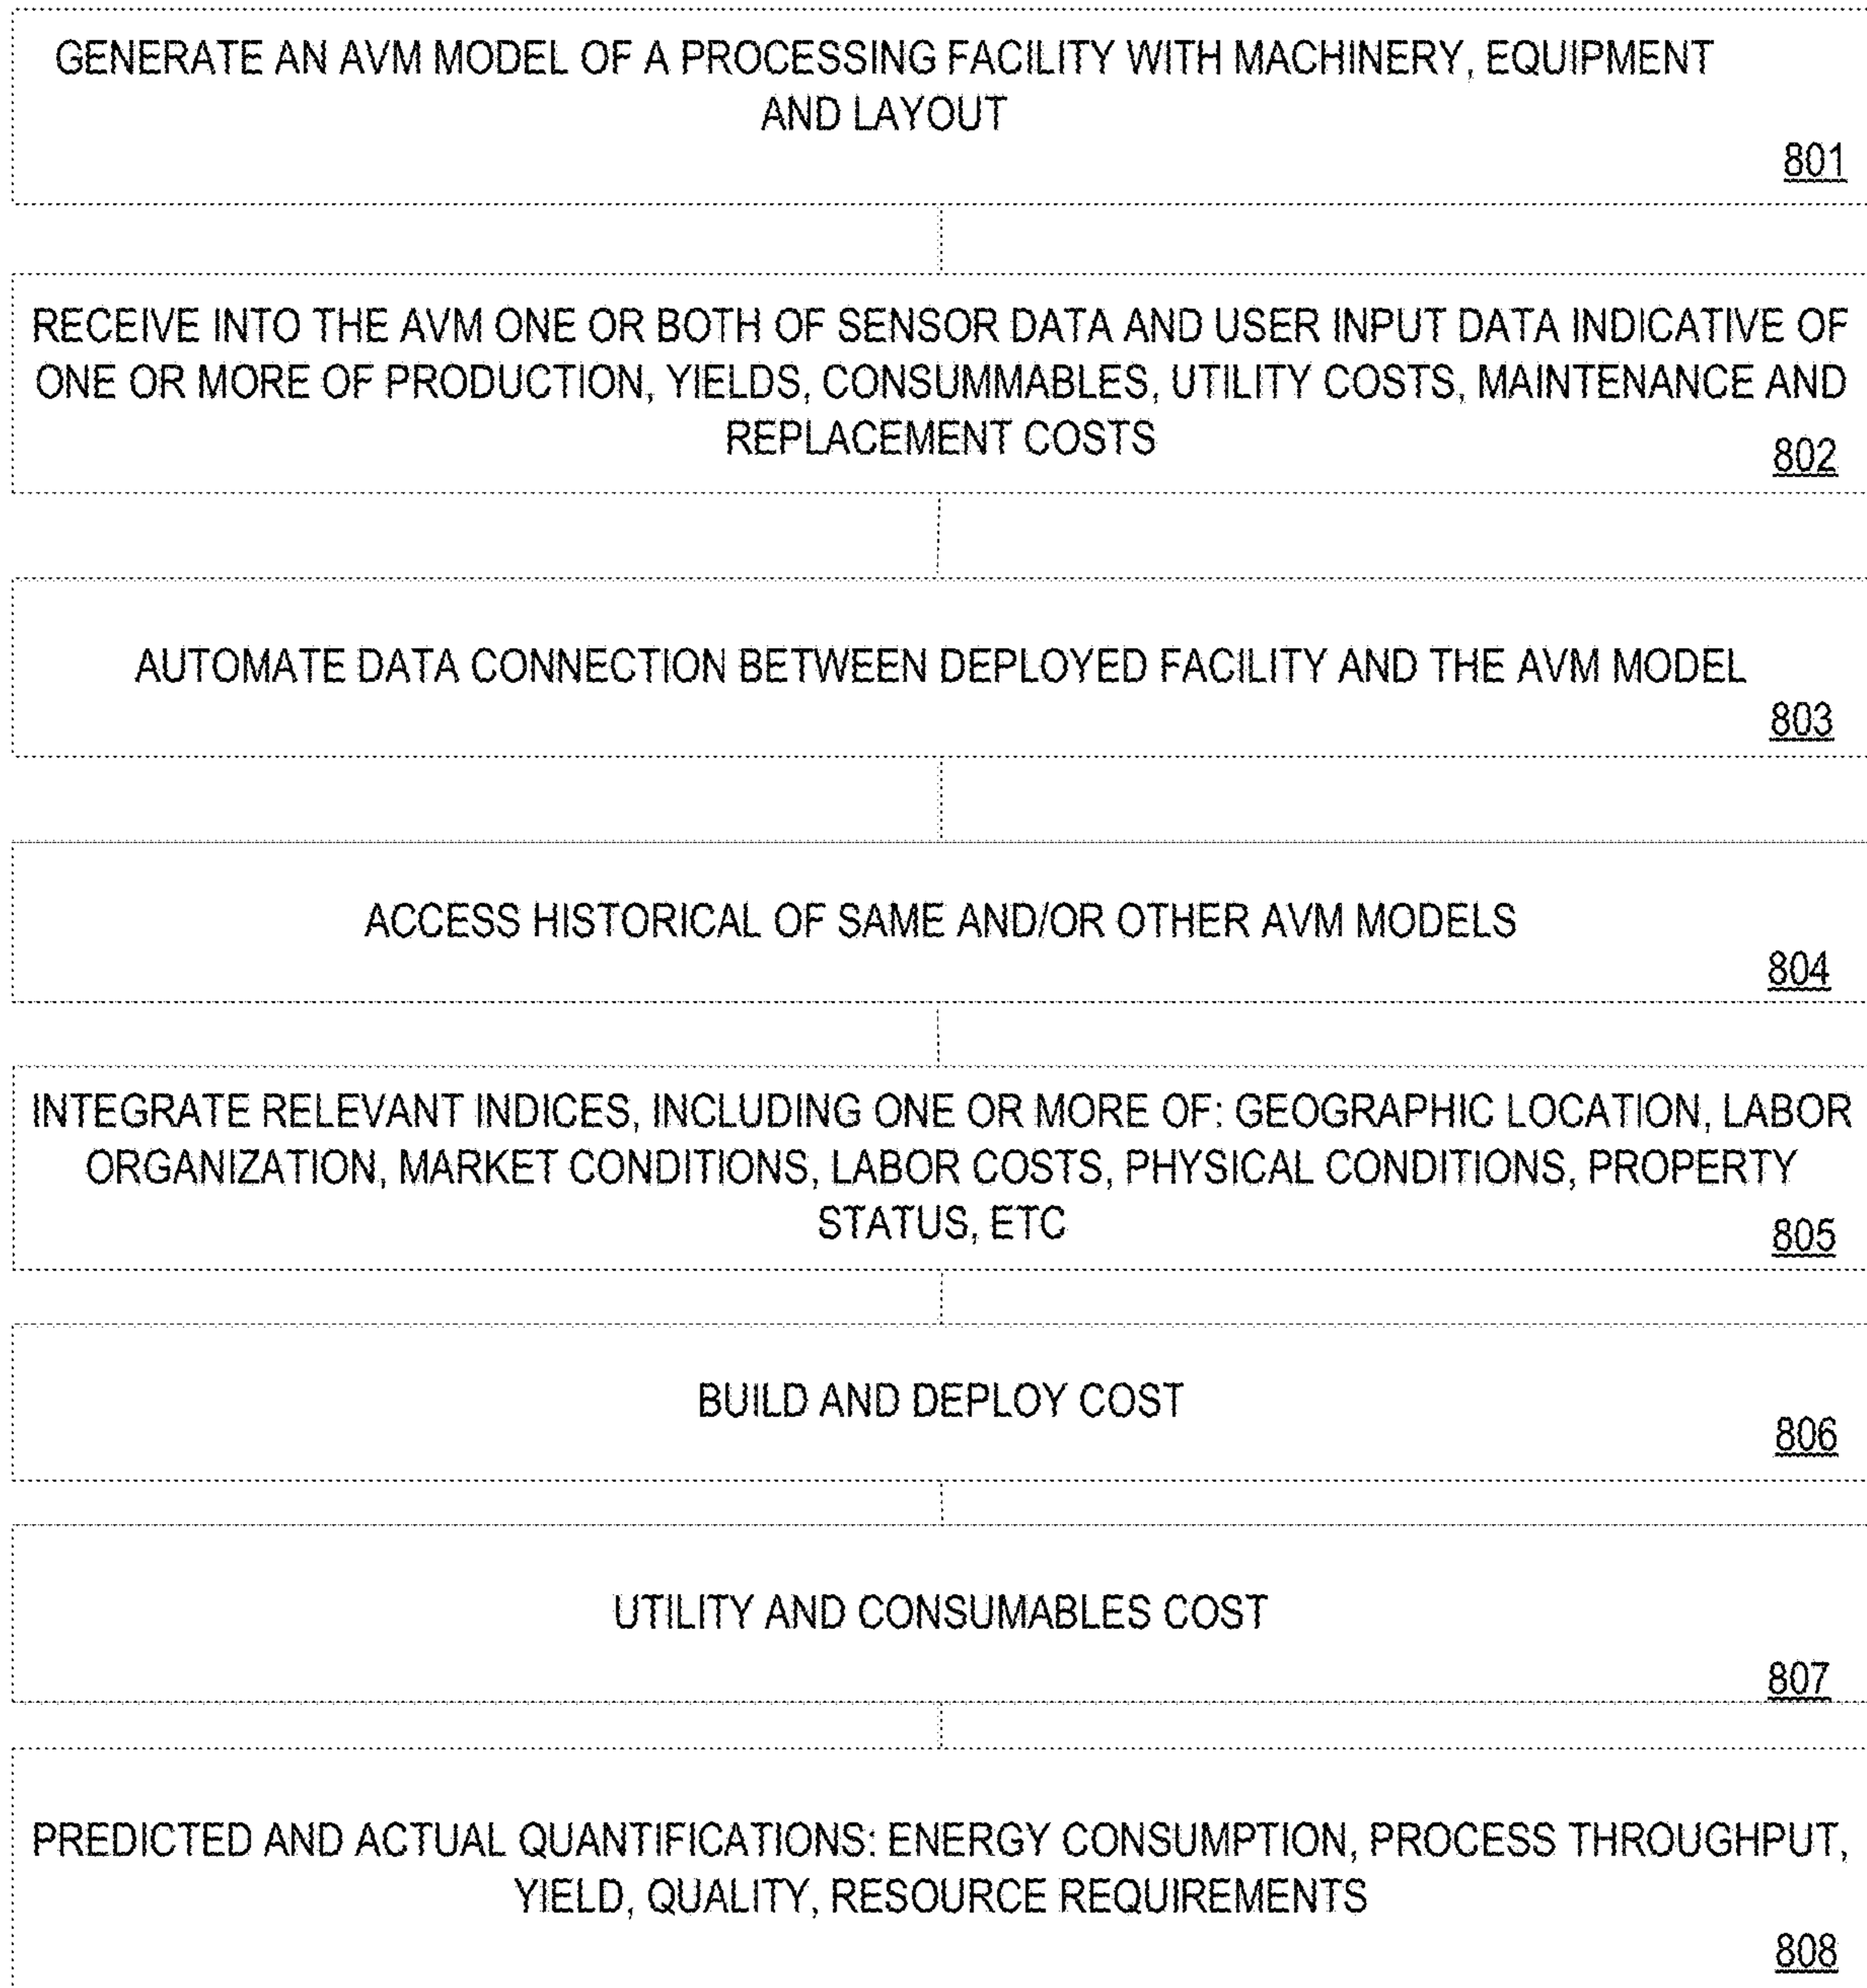 GENERATE AN AVM MODEL OF A PROCESSING FACILITY WITH MACHINERY, EQUIPMENT
AND LAYOUT
801
RECEIVE INTO THE AVM ONE OR BOTH OF SENSOR DATA AND USER INPUT DATA INDICATIVE OF
ONE OR MORE OF PRODUCTION, YIELDS, CONSUMMABLES, UTILITY COSTS, MAINTENANCE AND
REPLACEMENT COSTS
802
AUTOMATE DATA CONNECTION BETWEEN DEPLOYED FACILITY AND THE AVM MODEL
803
ACCESS HISTORICAL OF SAME AND/OR OTHER AVM MODELS
804
INTEGRATE RELEVANT INDICES, INCLUDING ONE OR MORE OF: GEOGRAPHIC LOCATION, LABOR
ORGANIZATION, MARKET CONDITIONS, LABOR COSTS, PHYSICAL CONDITIONS, PROPERTY
STATUS, ETC
805
BUILD AND DEPLOY COST
806
UTILITY AND CONSUMABLES COST
807
PREDICTED AND ACTUAL QUANTIFICATIONS: ENERGY CONSUMPTION, PROCESS THROUGHPUT,
YIELD, QUALITY, RESOURCE REQUIREMENTS
808